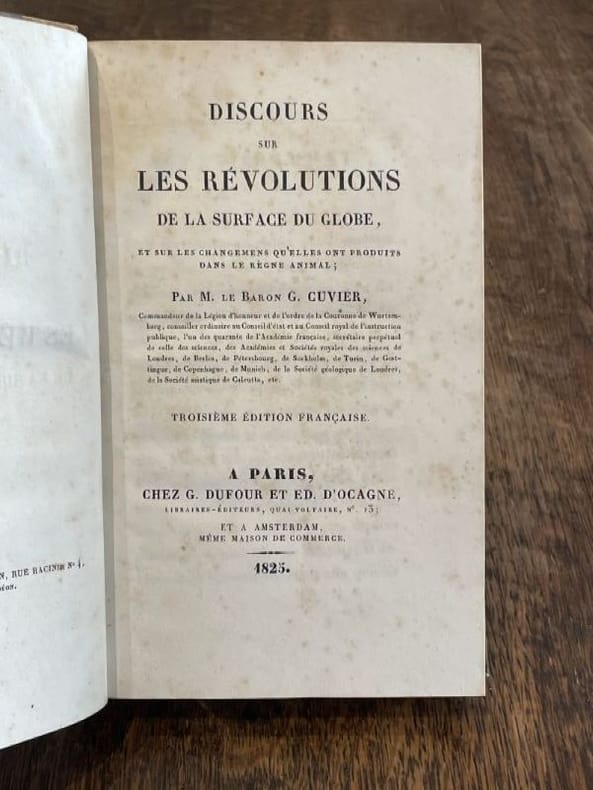 N, RUE RACINE Nº 4,
ÉON.
DISCOURS
SUR
LES RÉVOLUTIONS
DE LA SURFACE DU GLOBE,
ET SUR LES CHANGEMENS QU'ELLES ONT PRODUITS
DANS LE RÈGNE ANIMAL;
PAR M. LE BARON G. CUVIER,
Commandeur de la Légion d'honneur et de l'ordre de la Couronne de Wurtem-
berg, conseiller ordinaire au Conseil d'état et au Conseil royal de l'instruction
publique, l'un des quarante de l'Académie française, secrétaire perpétuel
de celle des sciences, des Académies et Sociétés royales des sciences de
Londres, de Berlin, de Pétersbourg, de Stockholm, de Turin, de Goet-
tingue, de Copenhague, de Munich, de la Société géologique de Londres,
de la Société asiatique de Calcutta, etc.
TROISIÈME ÉDITION FRANÇAISE.
A PARIS,
CHEZ G. DUFOUR ET ED. D'OCAGNE,
LIBRAIRES-ÉDITEURS, QUAI VOLTAIRE, Nº. 13;
ET A AMSTERDAM,
MÊME MAISON DE COMMERCE.
1825.